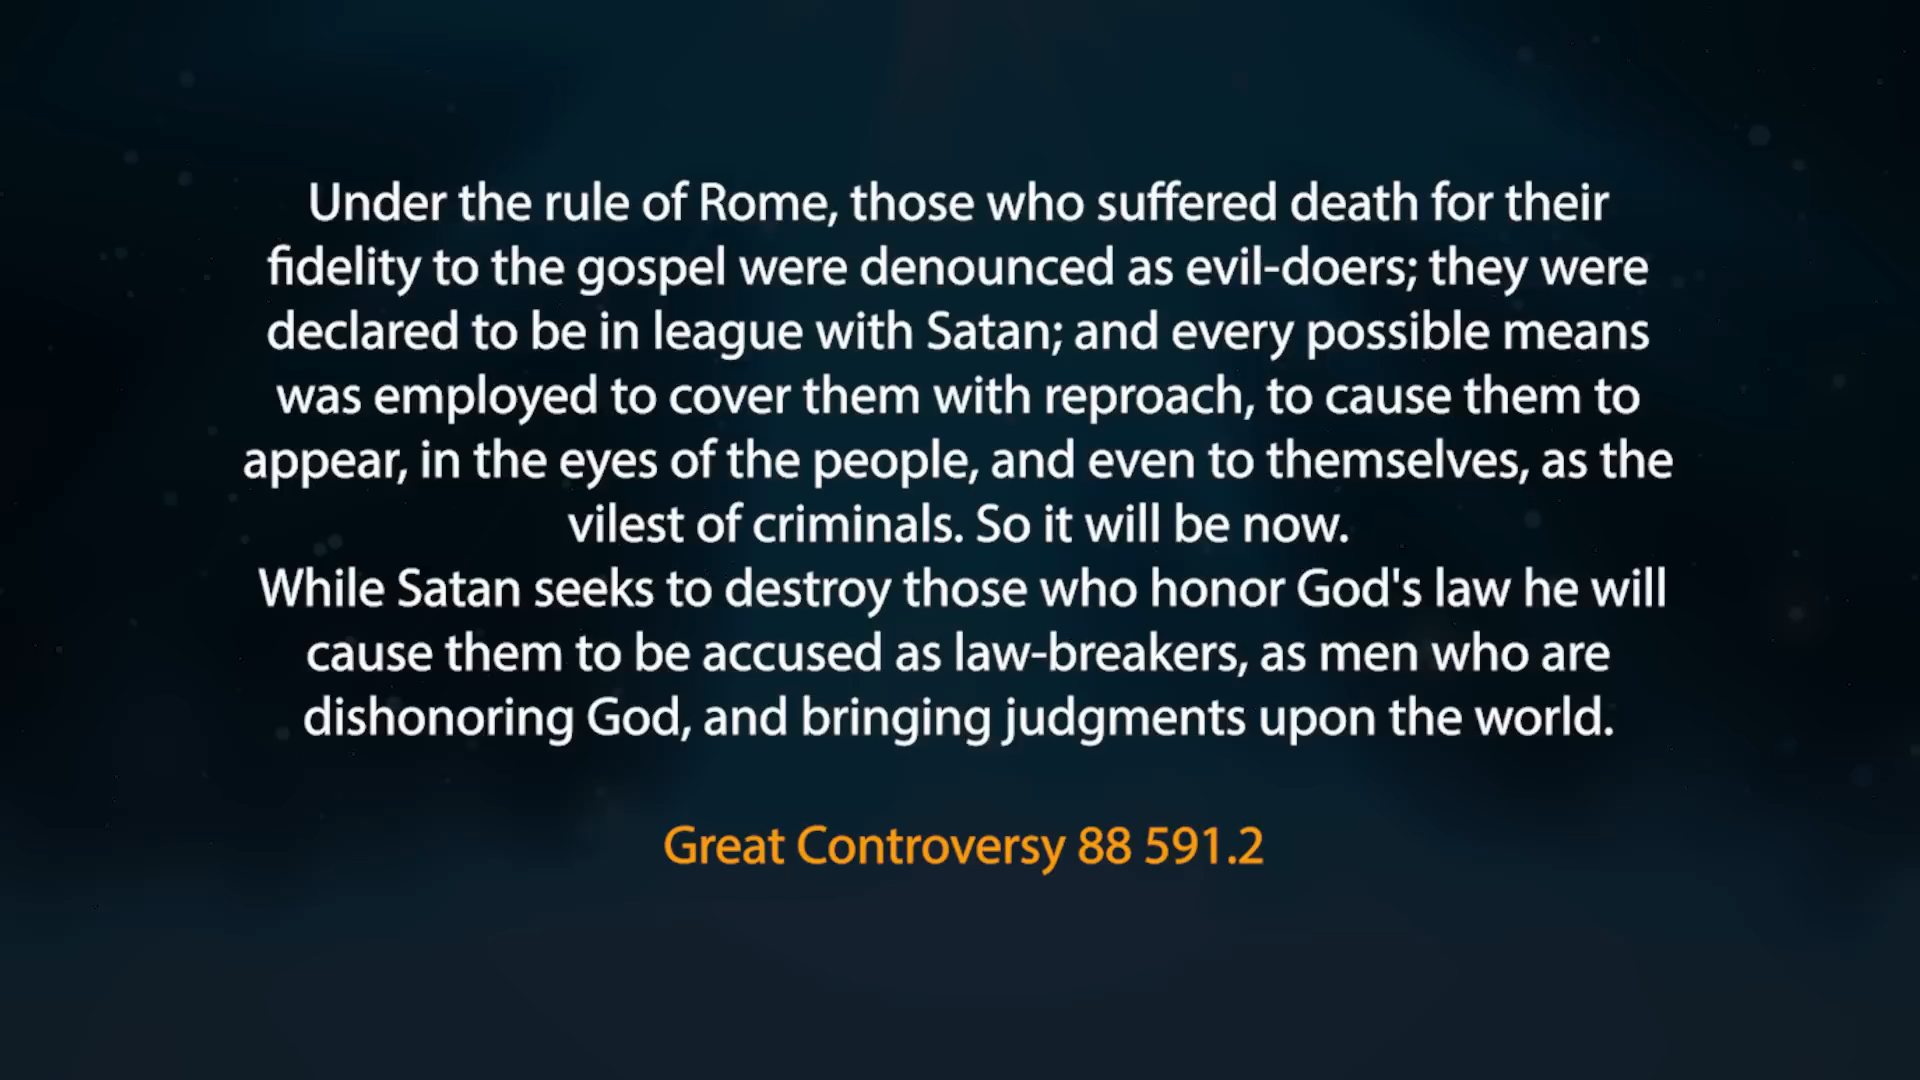 Under the rule of Rome, those who suffered death for their
fidelity to the gospel were denounced as evil-doers; they were
declared to be in league with Satan; and every possible means
was employed to cover them with reproach, to cause them to
appear, in the eyes of the people, and even to themselves, as the
vilest of criminals. So it will be now.
While Satan seeks to destroy those who honor God's law he will
cause them to be accused as law-breakers, as men who are
dishonoring God, and bringing judgments upon the world.
Great Controversy 88 591.2